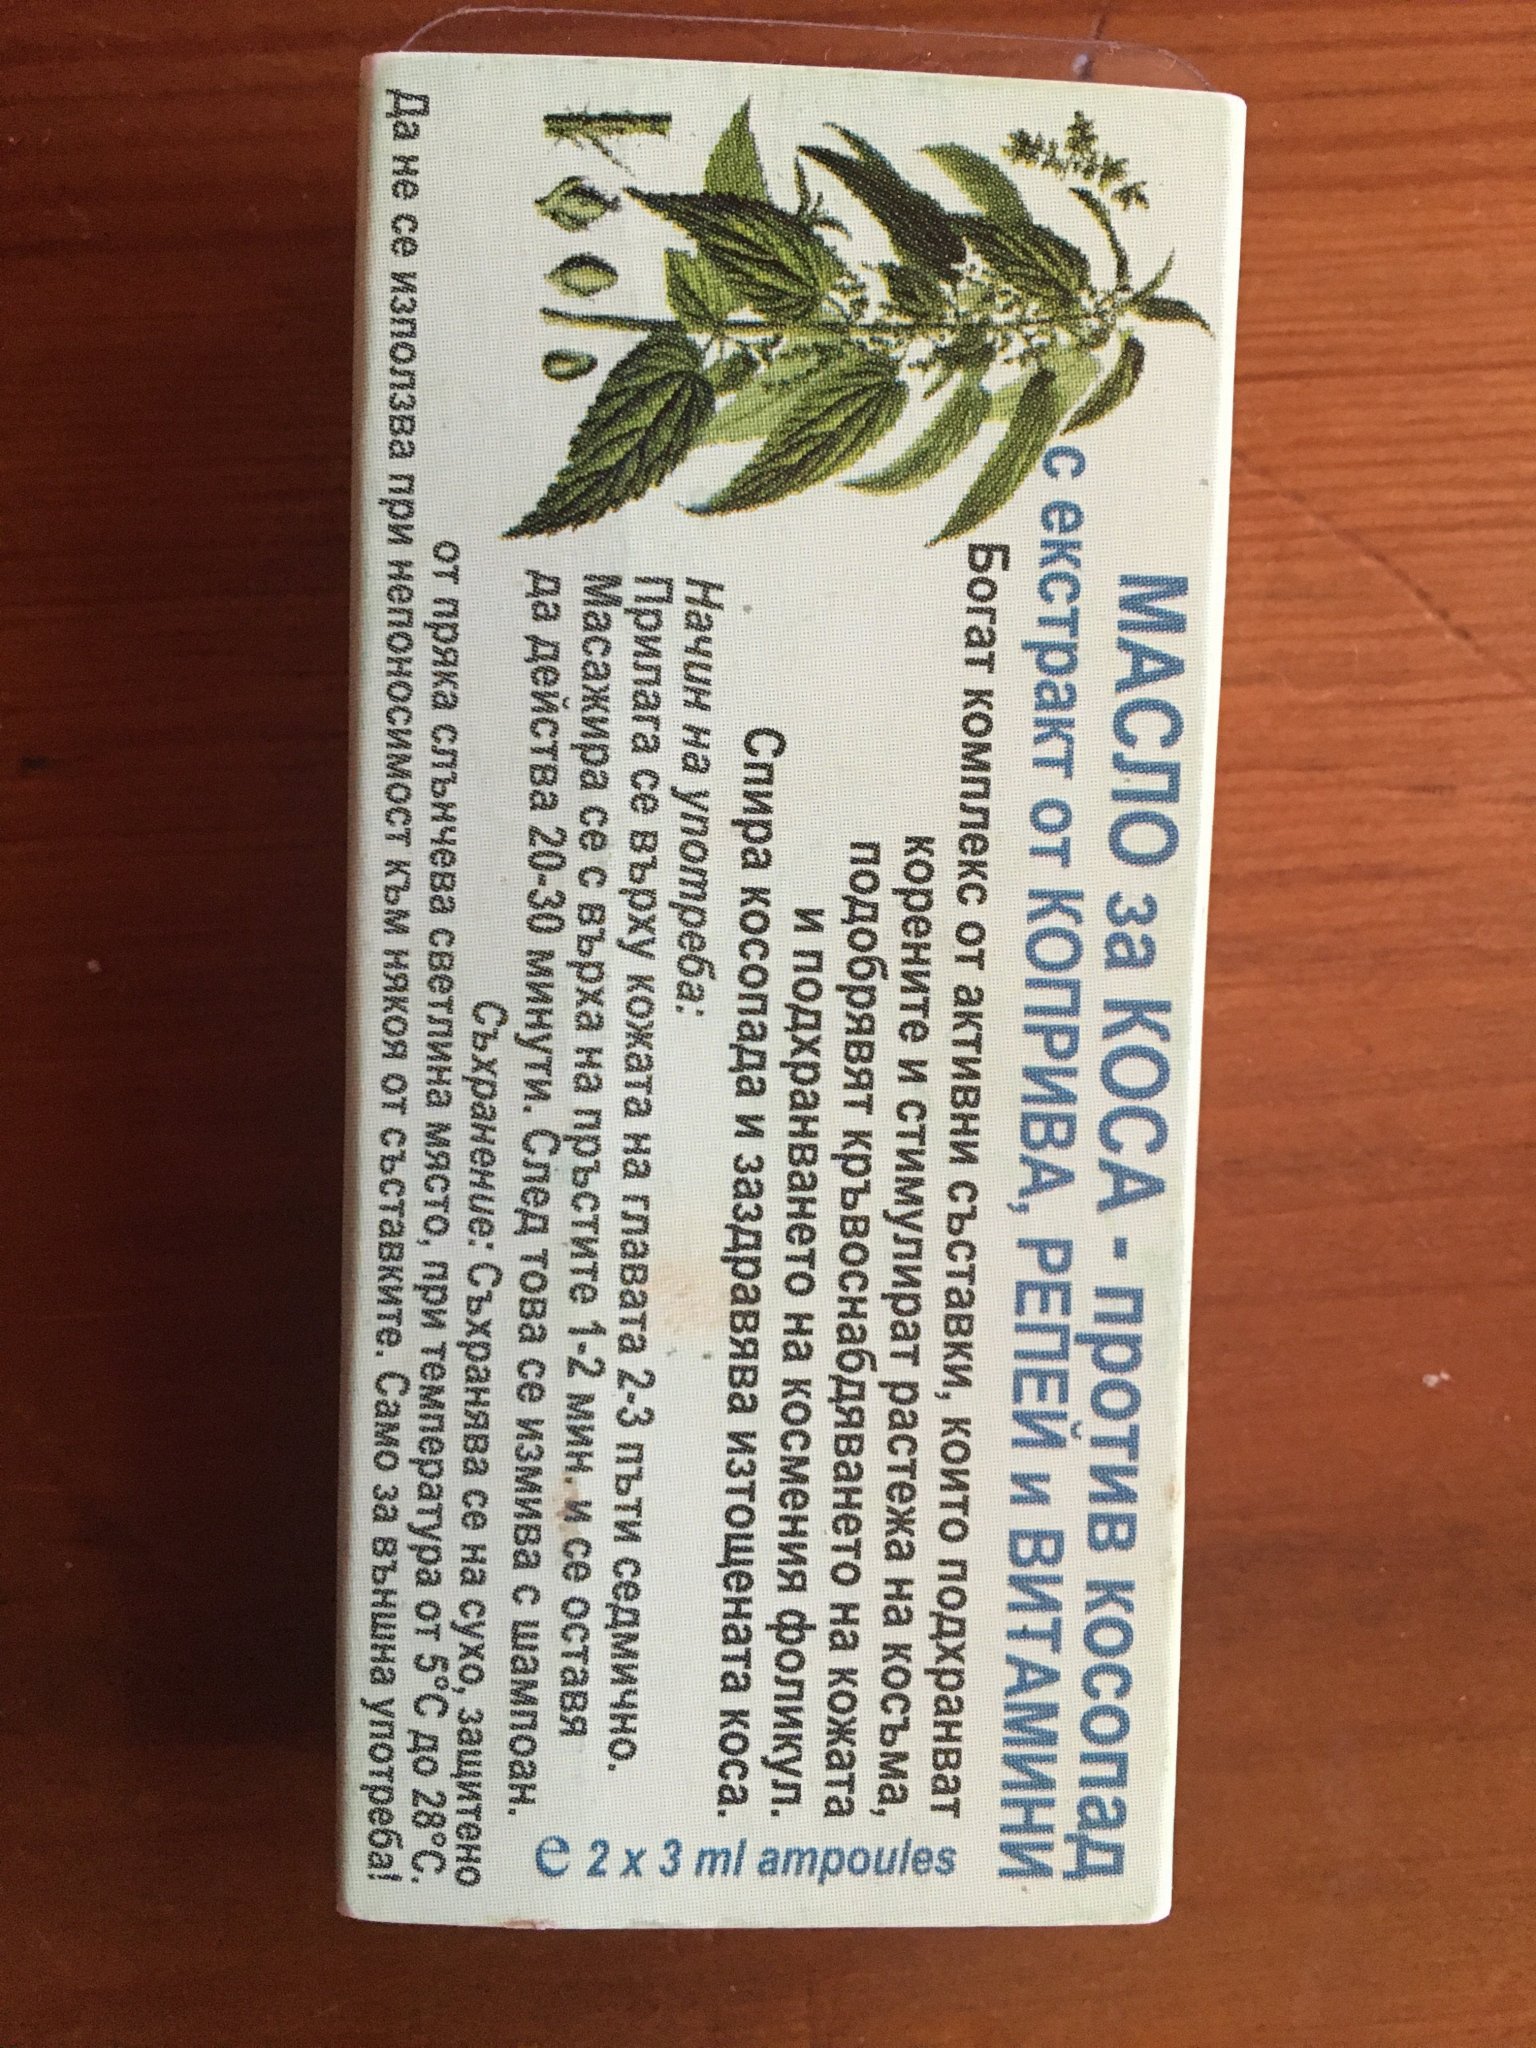 МАСЛО за КОСА - против косопад
с екстракт от КОПРИВА, РЕПЕЙ и ВИТАМИНИ
Богат комплекс от активни съставки, които подхранват
корените и стимулират растежа на косъма,
подобрят кръвоснабдяването на кожата
и подхранването на космения фоликул.
Спира косопада и заздравява изтощената коса.
Начин на употреба:
Прилага се върху кожата на главата 2-3 пъти седмично.
Масажира се с върха на пръстите 1-2 мин. и се оставя
да действа 20-30 минути. След това се измива с шампоан.
e 2 x 3 ml ampoules
Съхранение: Съхранява се на сухо, защитено
от пряка слънчева светлина място, при температура от 5°C до 28°C.
Да не се използва при непоносимост към някоя от съставките. Само за външна употреба!